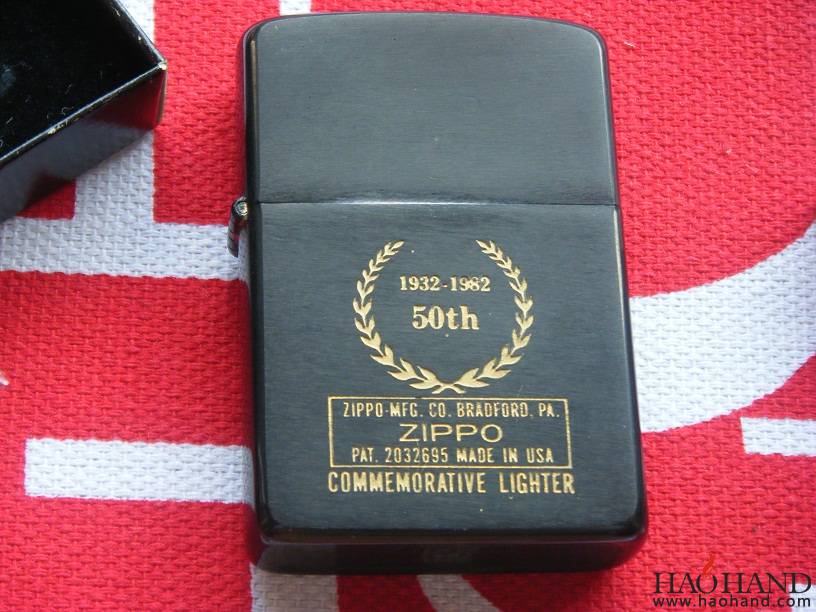 1932-1982
50th
ZIPPO-MFG. CO. BRADFORD, PA.
ZIPPO
PAT. 2032695 MADE IN USA
COMMEMORATIVE LIGHTER
HAOHAND
www.haohand.com